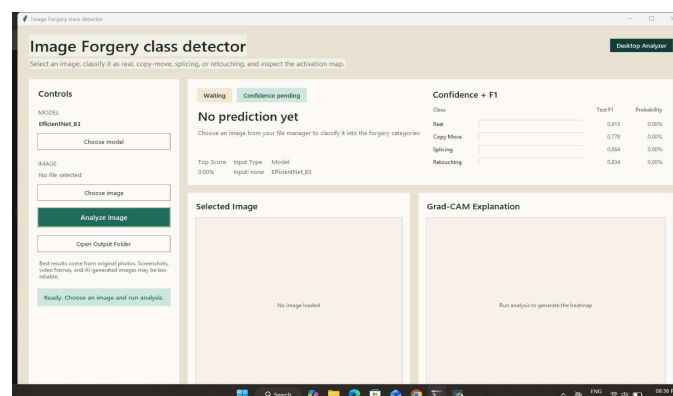 Image Forgery class detector
Image Forgery class detector
Desktop Analyzer
Select an image, classify it as real, copy-move, splicing, or retouching, and inspect the activation map.
Controls
MODEL
EfficientNet_B3
Choose model
IMAGE
No file selected
Choose image
Analyze Image
Open Output Folder
Best results come from original photos. Screenshots,
video frames, and AI-generated images may be less
reliable.
Ready. Choose an image and run analysis.
Waiting Confidence pending
No prediction yet
Choose an image from your file manager to classify it into the forgery categories
Top Score Input Type Model
0.00% Input: none EfficientNet_B3
Confidence + F1
Class Test F1 Probability
Real 0.913 0.00%
Copy Move 0.00%
Splicing 0.864 0.00%
Retouching 0.834 0.00%
Selected Image
No image loaded
Grad-CAM Explanation
Run analysis to generate the heatmap
Search
ENG
08:36